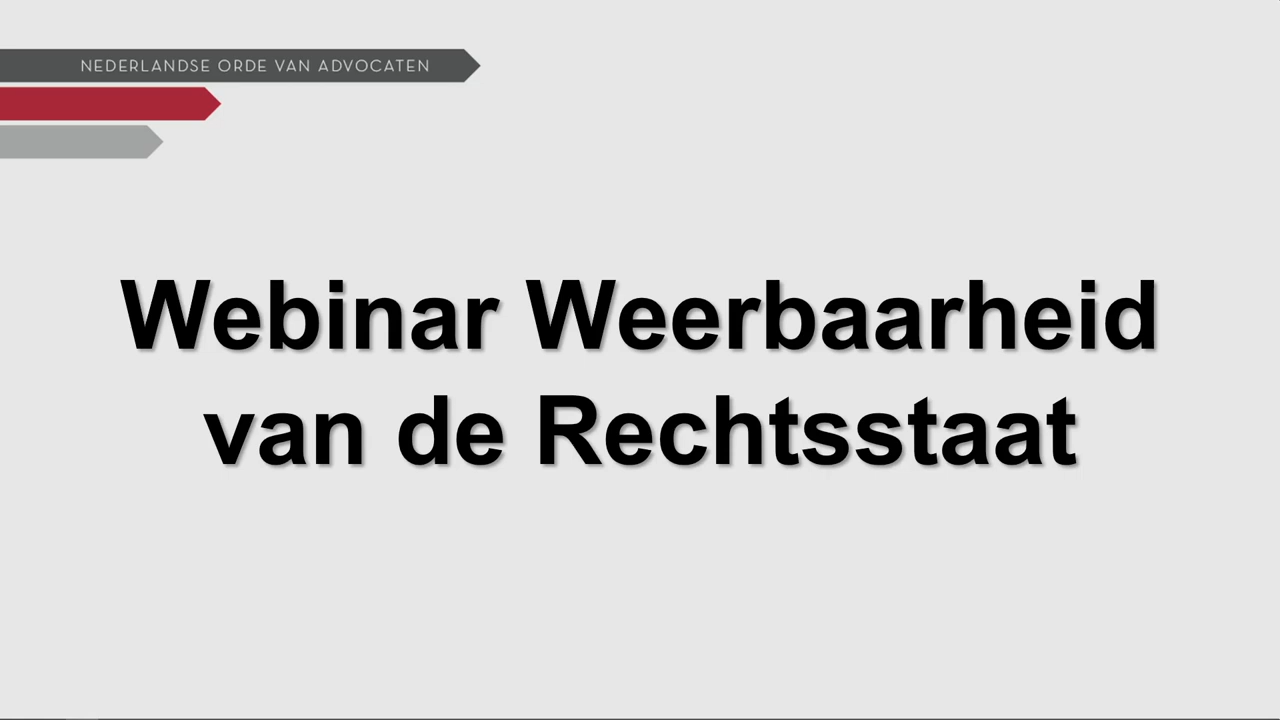 NEDERLANDSE ORDE VAN ADVOCATEN
Webinar Weerbaarheid
van de Rechtsstaat